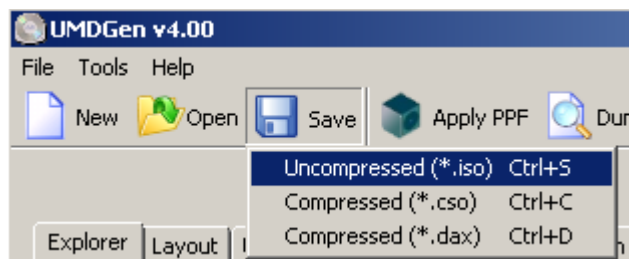 UMDGen v4.00
File Tools Help
New Open Save Apply PPF
Uncompressed (*.iso) Ctrl+S
Compressed (*.cso) Ctrl+C
Compressed (*.dax) Ctrl+D
Explorer Layout